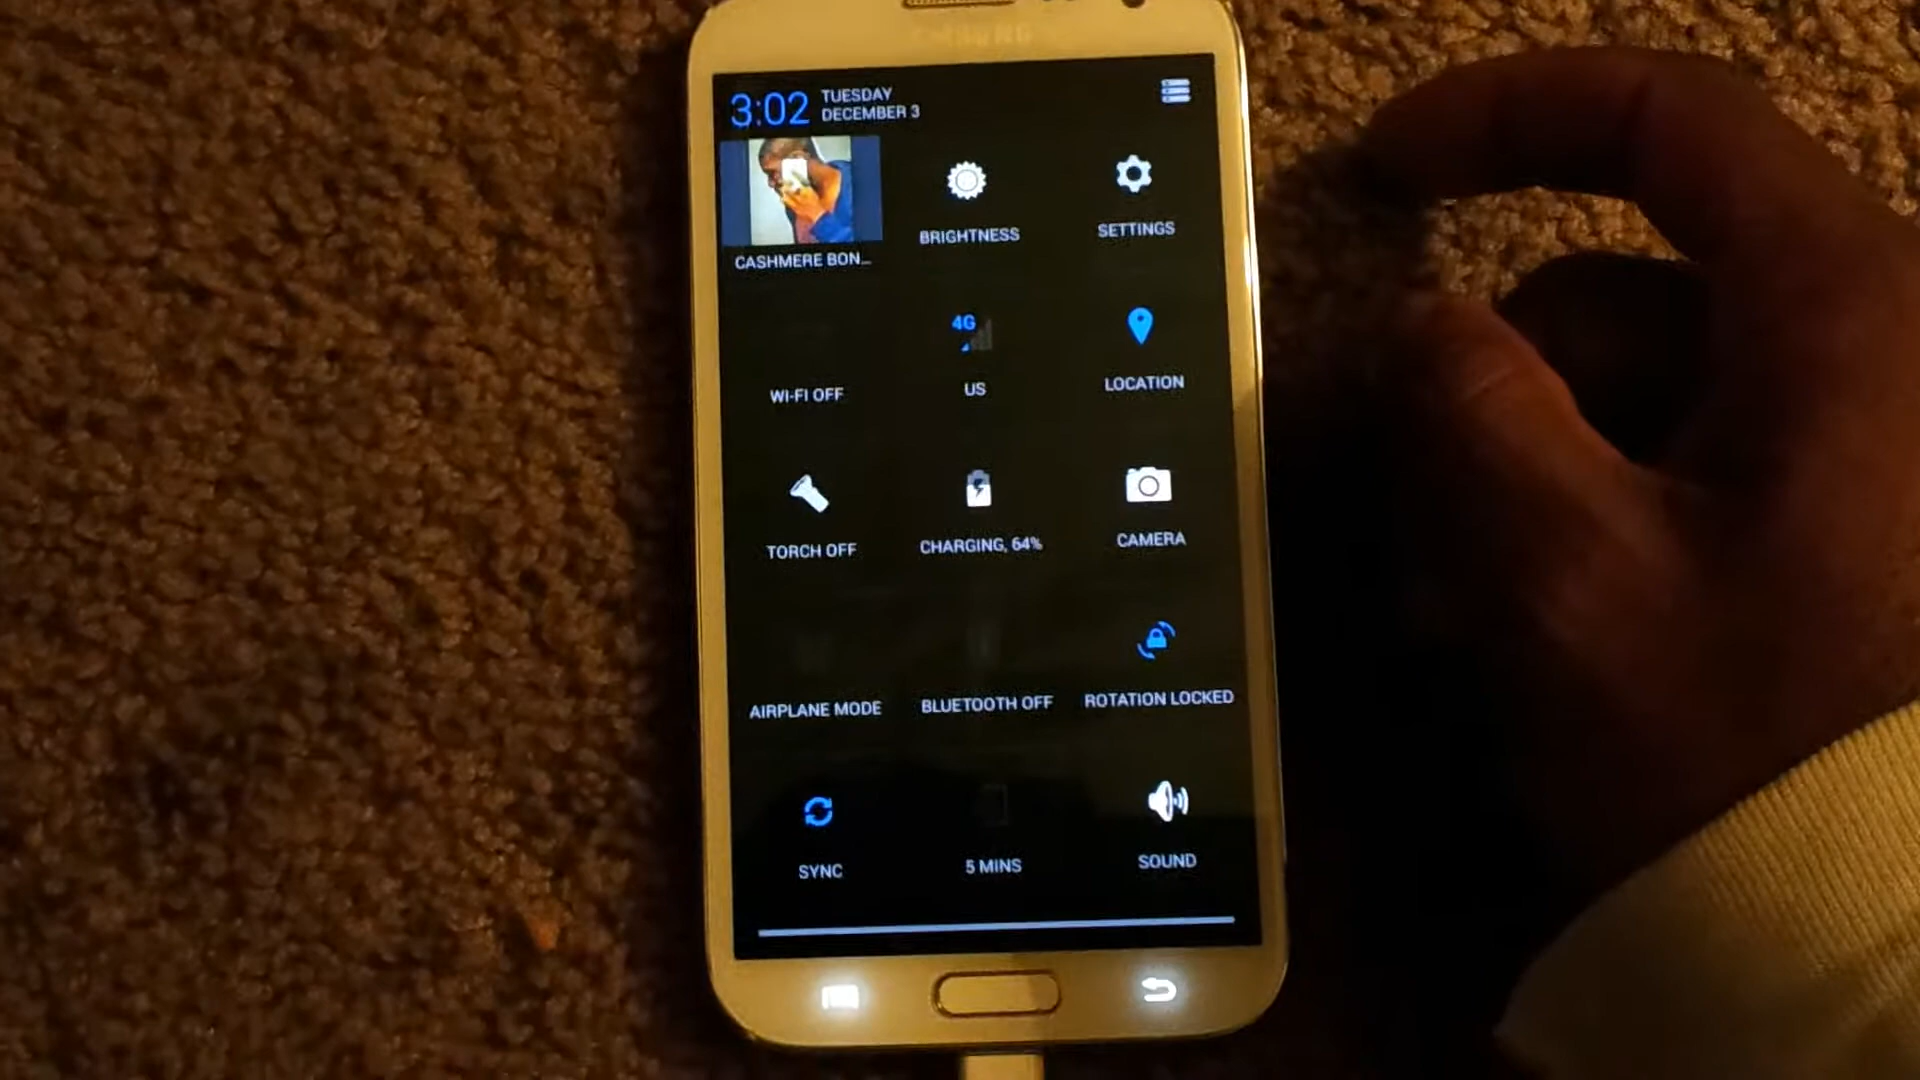 SAMSUNG
3:02
TUESDAY
DECEMBER 3
CASHMERE BON...
BRIGHTNESS
SETTINGS
WI-FI OFF
4G
US
LOCATION
TORCH OFF
CHARGING, 64%
CAMERA
AIRPLANE MODE
BLUETOOTH OFF
ROTATION LOCKED
SYNC
5 MINS
SOUND